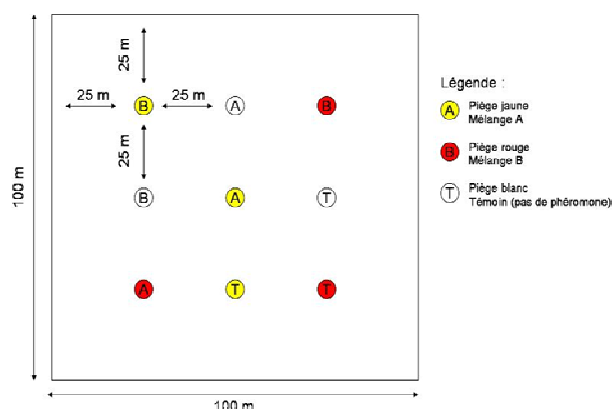 25 m
25 m
25 m
B
A
B
25 m
100 m
B
A
T
A
T
T
100 m
Légende :
A
Piège jaune
Mélange A
B
Piège rouge
Mélange B
T
Piège blanc
Témoin (pas de phéromone)